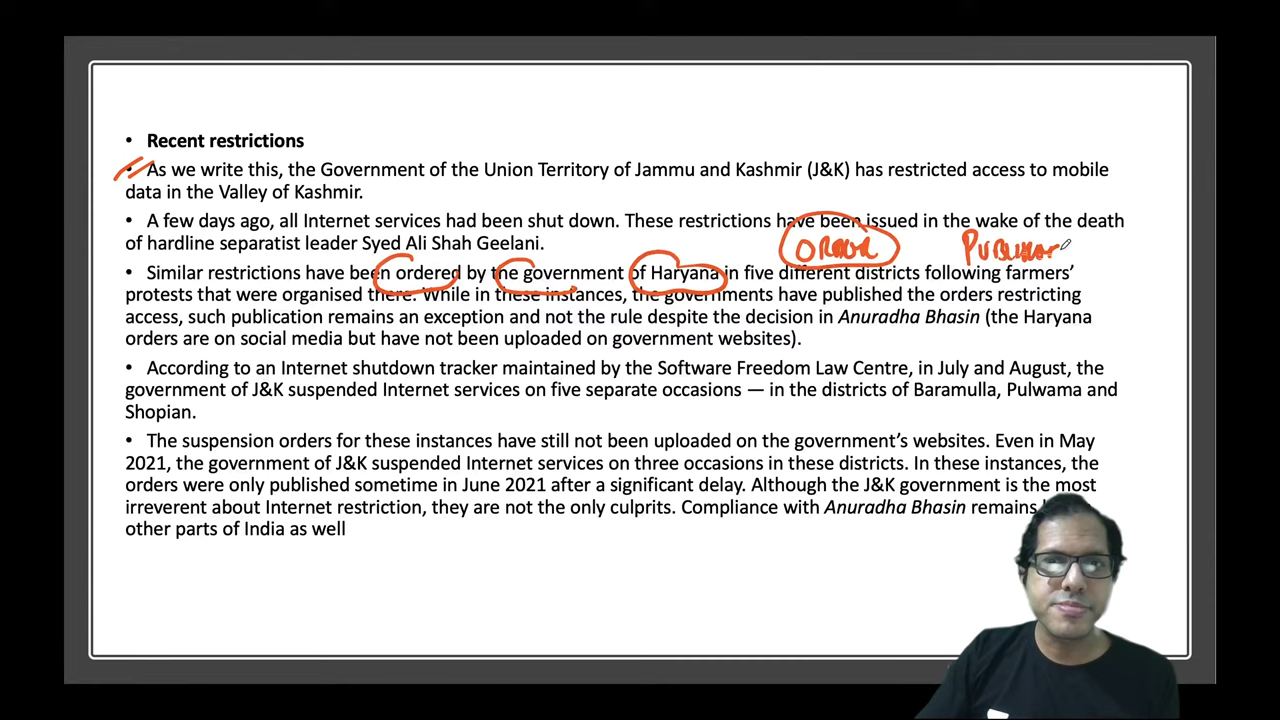 • Recent restrictions
• As we write this, the Government of the Union Territory of Jammu and Kashmir (J&K) has restricted access to mobile
data in the Valley of Kashmir.
• A few days ago, all Internet services had been shut down. These restrictions have been issued in the wake of the death
of hardline separatist leader Syed Ali Shah Geelani.
ORDER
• Similar restrictions have been ordered by the government of Haryana in five different districts following farmers’
protests that were organised there. While in these instances, the governments have published the orders restricting
access, such publication remains an exception and not the rule despite the decision in Anuradha Bhasin (the Haryana
orders are on social media but have not been uploaded on government websites).
• According to an Internet shutdown tracker maintained by the Software Freedom Law Centre, in July and August, the
government of J&K suspended Internet services on five separate occasions — in the districts of Baramulla, Pulwama and
Shopian.
• The suspension orders for these instances have still not been uploaded on the government’s websites. Even in May
2021, the government of J&K suspended Internet services on three occasions in these districts. In these instances, the
orders were only published sometime in June 2021 after a significant delay. Although the J&K government is the most
irreverent about Internet restriction, they are not the only culprits. Compliance with Anuradha Bhasin remains
other parts of India as well